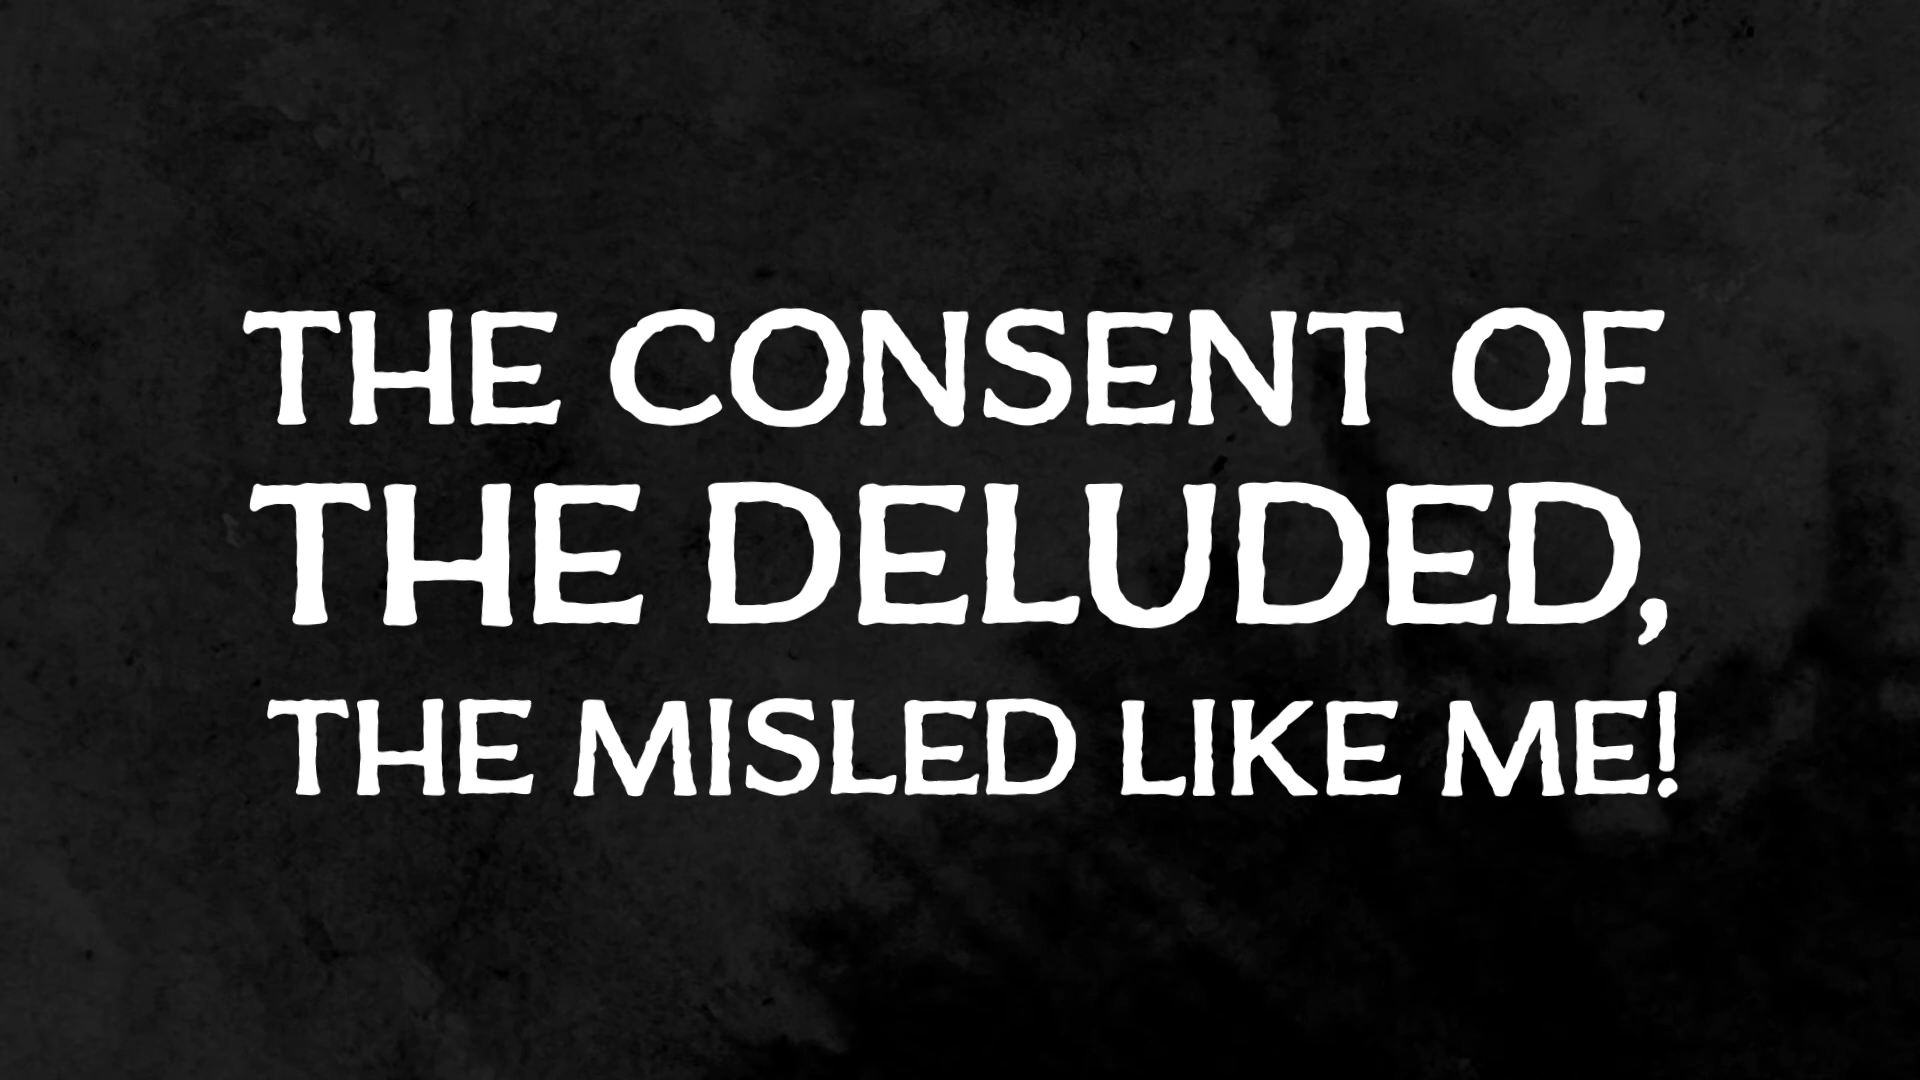 THE CONSENT OF
THE DELUDED,
THE MISLED LIKE ME!